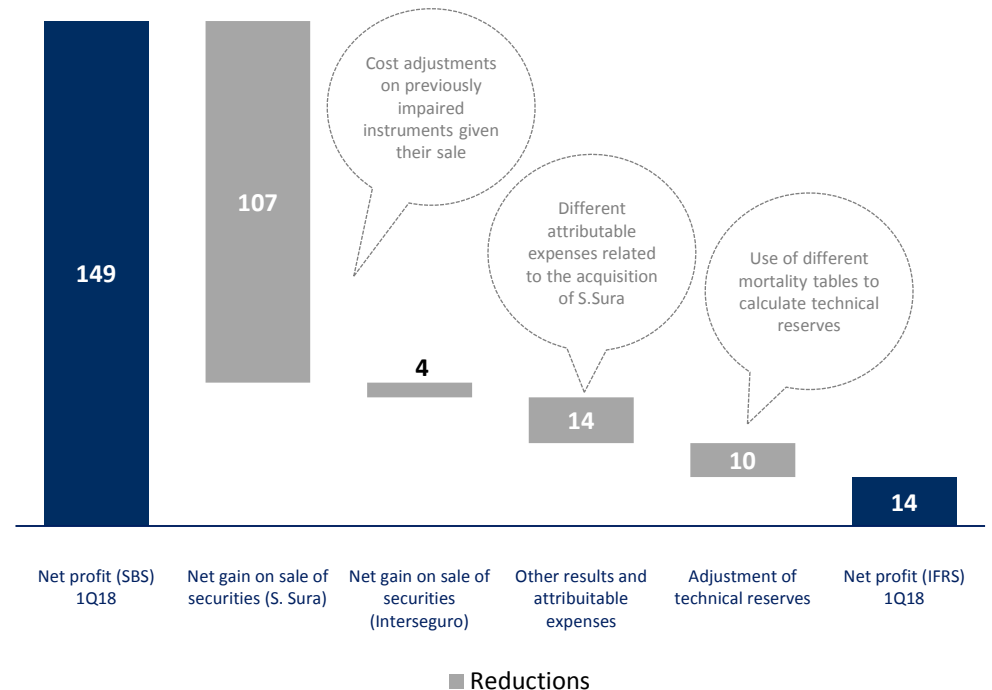 Cost adjustments
on previously
impaired
instruments given
their sale
107
149
Different
attributable
expenses related
to the acquisition
of S.Sura
Use of different
mortality tables to
calculate technical
reserves
4
14
10
14
Net profit (SBS)
1Q18
Net gain on sale of
securities (S. Sura)
Net gain on sale of
securities
(Interseguro)
Other results and
attribuitable
expenses
Adjustment of
technical reserves
Net profit (IFRS)
1Q18
Reductions